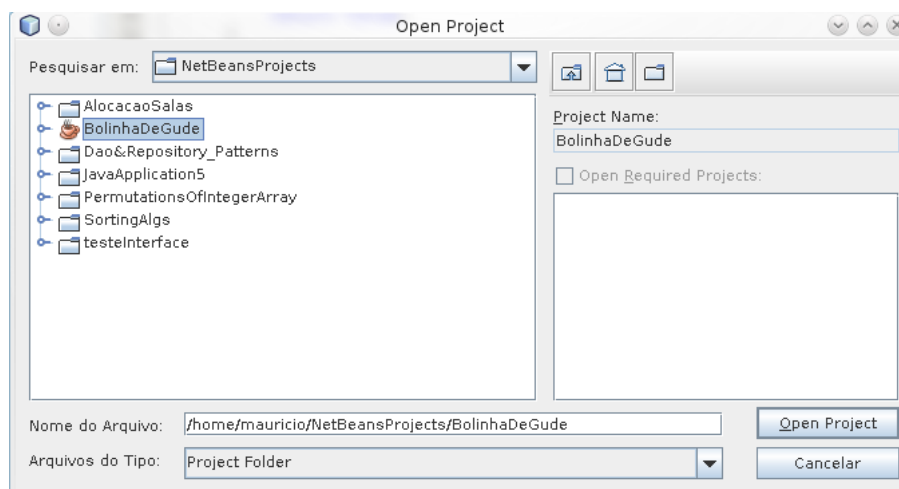 Open Project
Pesquisar em: NetBeansProjects
AlocacaoSalas
BolinhaDeGude
Dao&Repository_Patterns
JavaApplication5
PermutationsOfIntegerArray
SortingAlgs
testeInterface
Project Name:
BolinhaDeGude
Open Required Projects:
Nome do Arquivo: /home/mauricio/NetBeansProjects/BolinhaDeGude
Open Project
Arquivos do Tipo: Project Folder
Cancelar